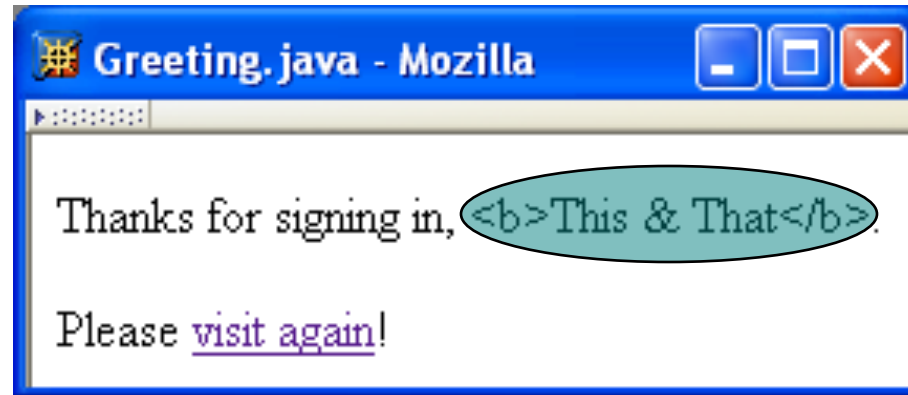 Greeting.java - Mozilla
Thanks for signing in, <b>This & That</b>.
Please visit again!